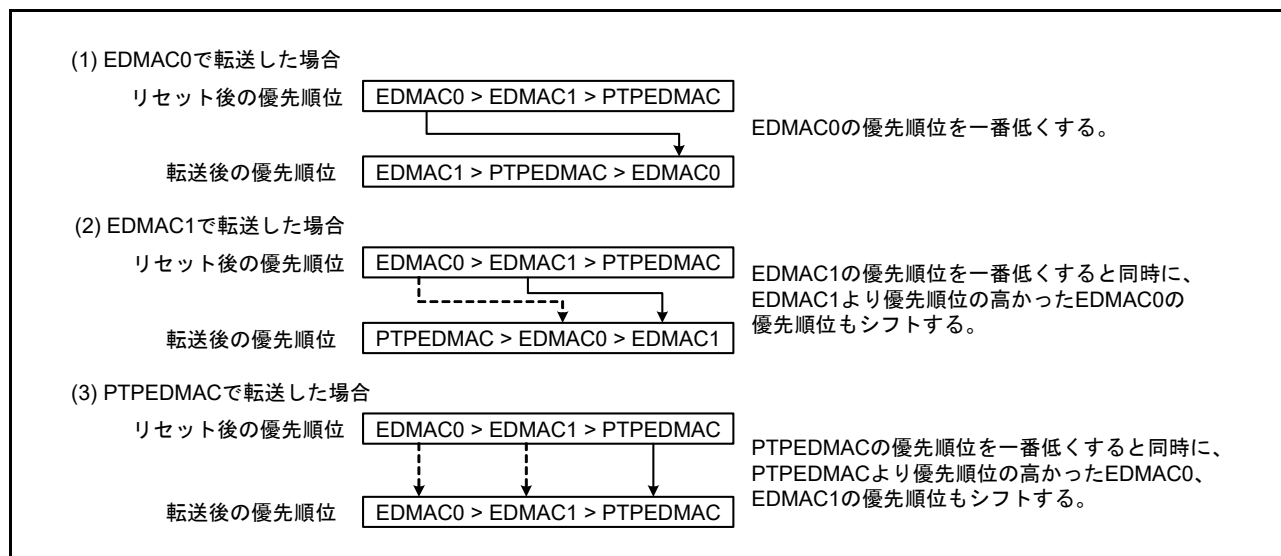 (1) EDMAC0で転送した場合
リセット後の優先順位 EDMAC0 > EDMAC1 > PTPEDMAC
EDMAC0の優先順位を一番低くする。
転送後の優先順位 EDMAC1 > PTPEDMAC > EDMAC0
(2) EDMAC1で転送した場合
リセット後の優先順位 EDMAC0 > EDMAC1 > PTPEDMAC
EDMAC1の優先順位を一番低くすると同時に、
EDMAC1より優先順位の高かったEDMAC0の
優先順位もシフトする。
転送後の優先順位 PTPEDMAC > EDMAC0 > EDMAC1
(3) PTPEDMACで転送した場合
リセット後の優先順位 EDMAC0 > EDMAC1 > PTPEDMAC
PTPEDMACの優先順位を一番低くすると同時に、
PTPEDMACより優先順位の高かったEDMAC0、
EDMAC1の優先順位もシフトする。
転送後の優先順位 EDMAC0 > EDMAC1 > PTPEDMAC